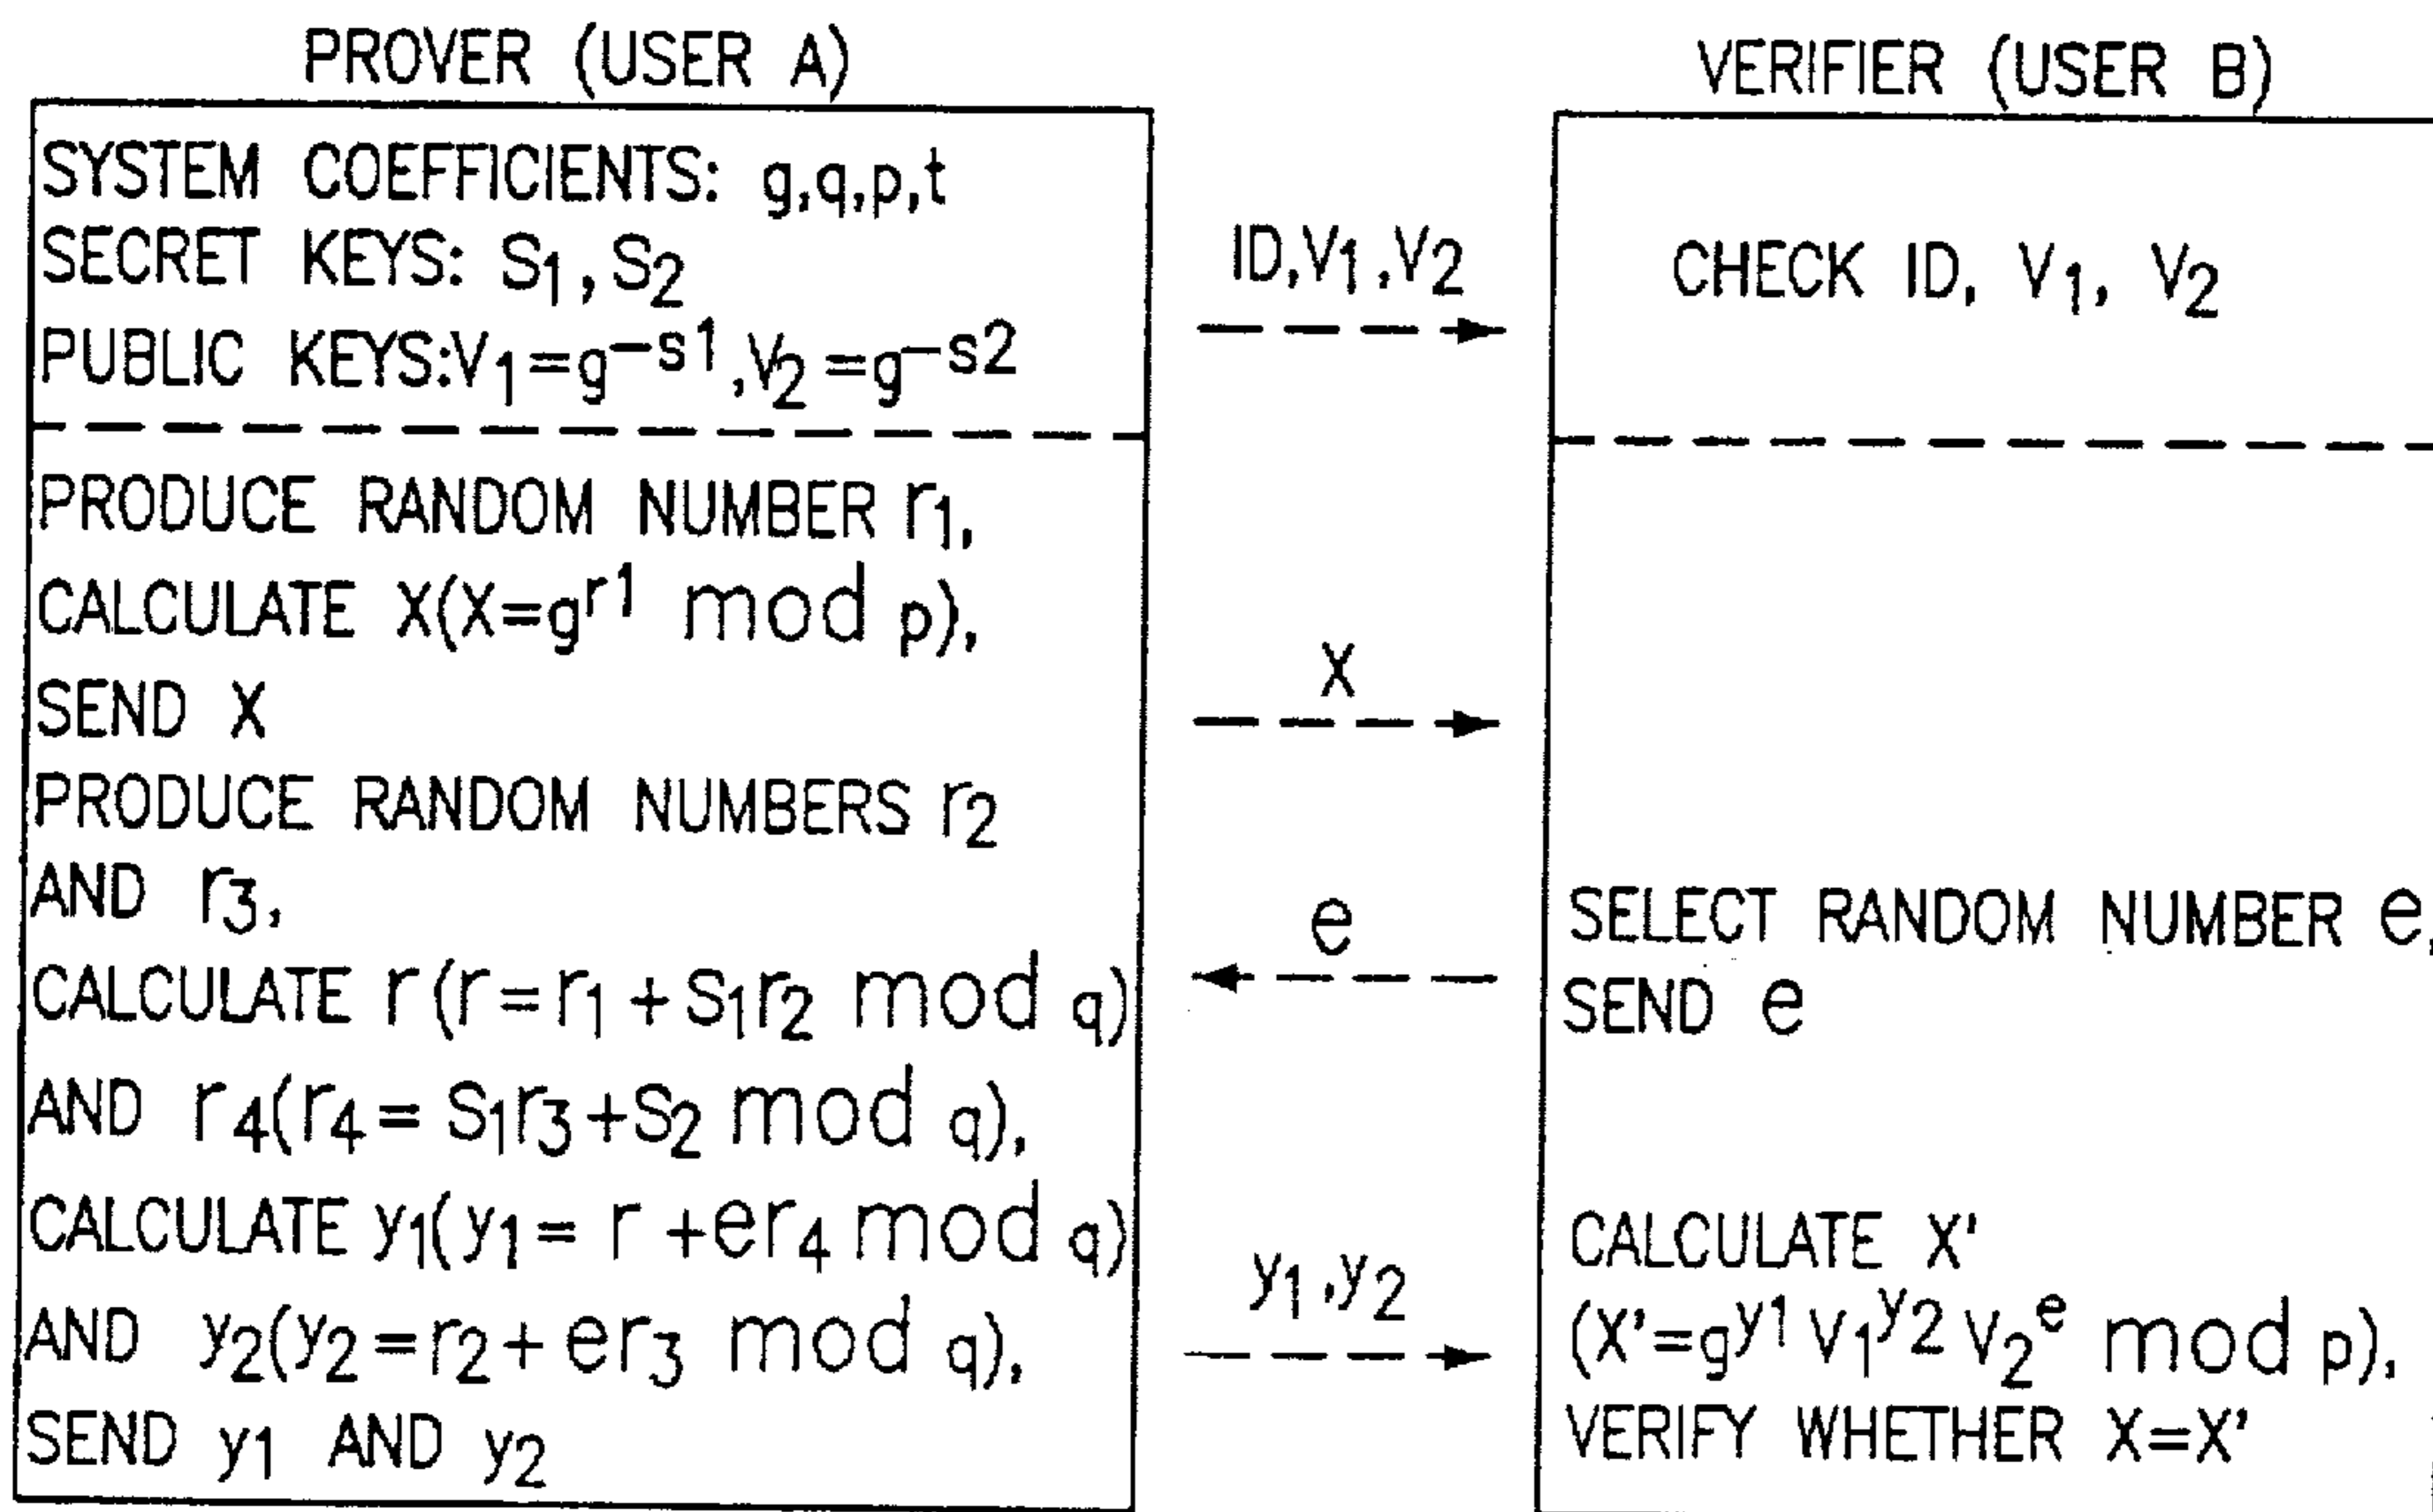 PROVER (USER A)
SYSTEM COEFFICIENTS: g,q,p,t
SECRET KEYS: S₁,S₂
PUBLIC KEYS:V₁=g⁻ˢ¹,V₂=g⁻ˢ²
PRODUCE RANDOM NUMBER r₁,
CALCULATE X(X=gʳ¹ mod p),
SEND X
PRODUCE RANDOM NUMBERS r₂
AND r₃,
CALCULATE r(r=r₁+S₁r₂ mod q)
AND r₄(r₄= S₁r₃+S₂ mod q),
CALCULATE y₁(y₁= r +er₄ mod q)
AND y₂(y₂=r₂+er₃ mod q),
SEND y₁ AND y₂
ID,V₁,V₂
X
e
y₁,y₂
VERIFIER (USER B)
CHECK ID, V₁, V₂
SELECT RANDOM NUMBER e,
SEND e
CALCULATE X'
(X'=gʸ¹ V₁ʸ² V₂ᵉ mod p),
VERIFY WHETHER X=X'